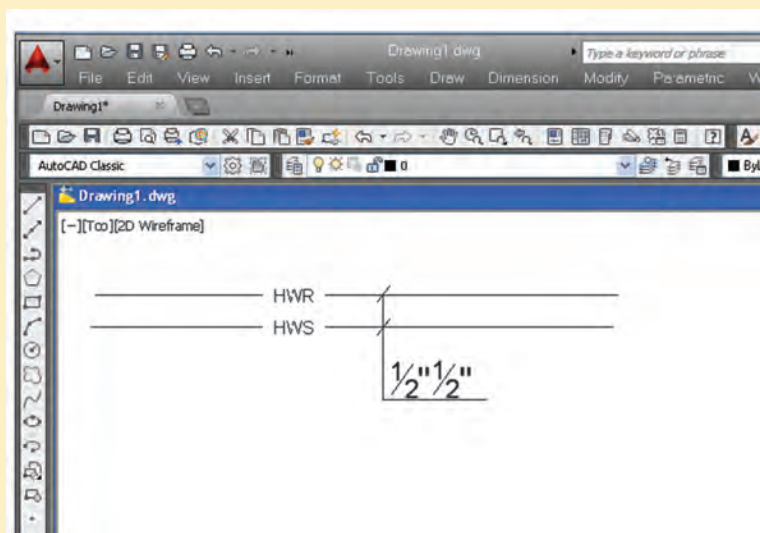 Drawing1.dwg
Type a keyword or phrase
File Edit View Insert Format Tools Draw Dimension Modify Parametric
Drawing1*
AutoCAD Classic
0
Drawing1.dwg
[-][Top][2D Wireframe]
HWR
HWS
1/2" 1/2"